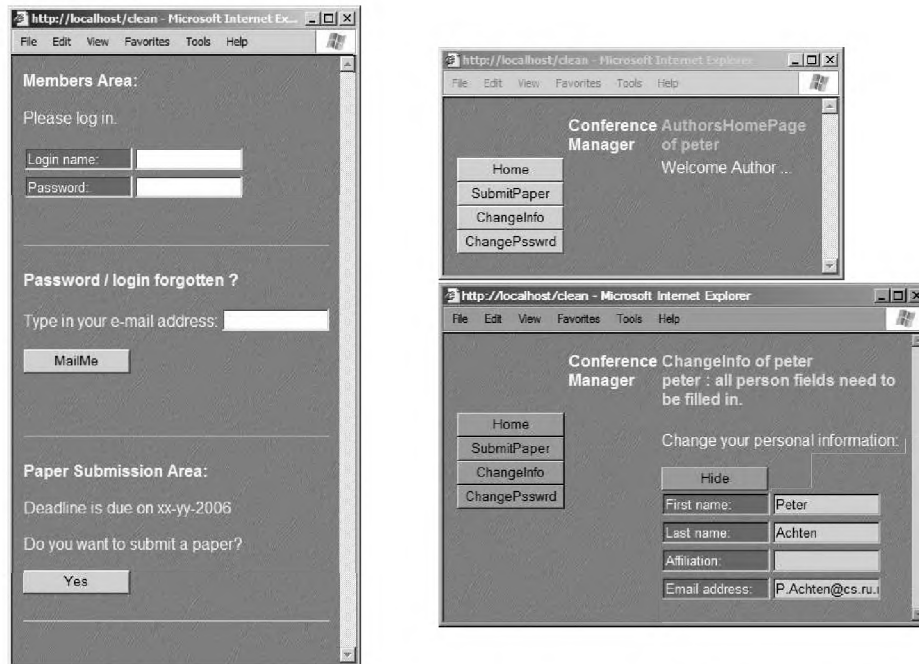 http://localhost/clean - Microsoft Internet Ex...
File Edit View Favorites Tools Help
Members Area:
Please log in.
Login name:
Password:
Password / login forgotten ?
Type in your e-mail address:
MailMe
Paper Submission Area:
Deadline is due on xx-yy-2006
Do you want to submit a paper?
Yes
http://localhost/clean - Microsoft Internet Explorer
File Edit View Favorites Tools Help
Conference AuthorsHomePage
Manager of peter
Home
Welcome Author ...
SubmitPaper
ChangeInfo
ChangePsswrd
http://localhost/clean - Microsoft Internet Explorer
File Edit View Favorites Tools Help
Conference ChangeInfo of peter
Manager peter : all person fields need to
be filled in.
Home
SubmitPaper
ChangeInfo
ChangePsswrd
Change your personal information:
Hide
First name: Peter
Last name: Achten
Affiliation:
Email address: P.Achten@cs.ru.